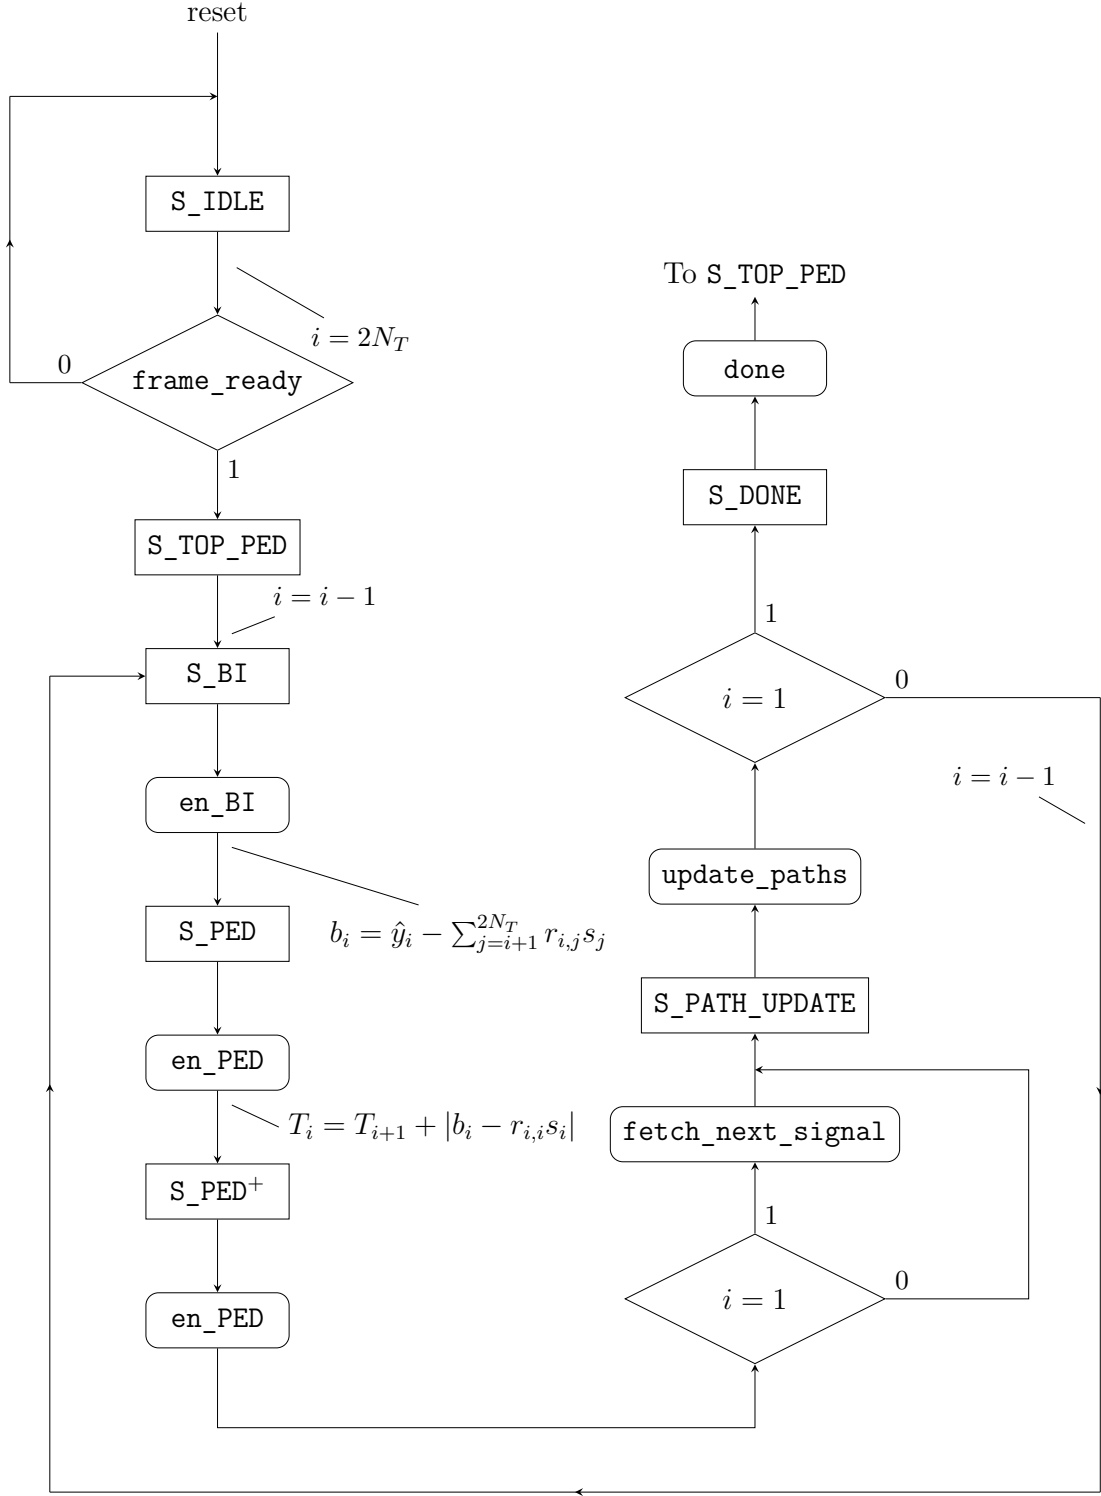 reset
S_IDLE
i = 2N_T
0
frame_ready
1
S_TOP_PED
i = i − 1
S_BI
en_BI
b_i = ŷ_i − ∑_{j=i+1}^{2N_T} r_{i,j}s_j
S_PED
en_PED
T_i = T_{i+1} + |b_i − r_{i,i}s_i|
S_PED⁺
en_PED
To S_TOP_PED
done
S_DONE
1
i = 1
0
i = i − 1
update_paths
S_PATH_UPDATE
fetch_next_signal
1
i = 1
0